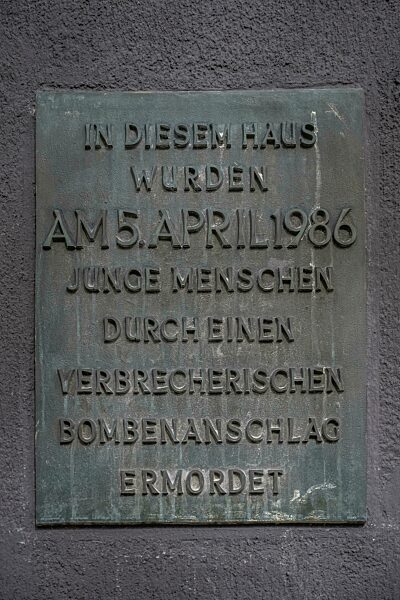 IN DIESEM HAUS
WURDEN
AM 5. APRIL 1986
JUNGE MENSCHEN
DURCH EINEN
VERBRECHERISCHEN
BOMBENANSCHLAG
ERMORDET